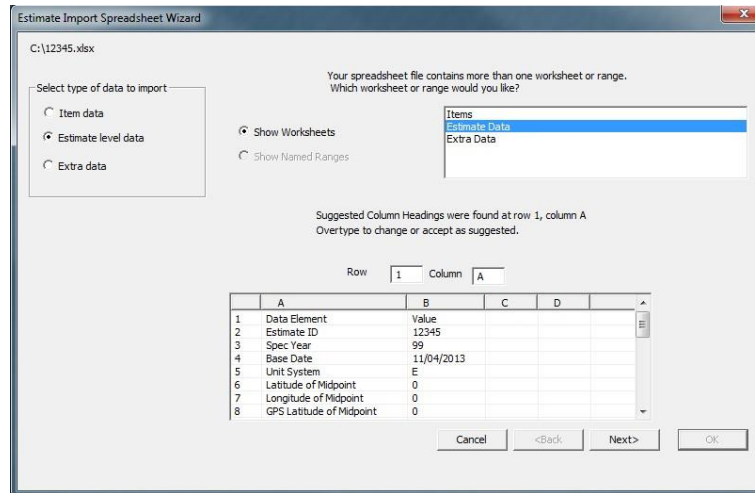 Estimate Import Spreadsheet Wizard
C:\12345.xlsx
Select type of data to import
Item data
Estimate level data
Extra data
Your spreadsheet file contains more than one worksheet or range.
Which worksheet or range would you like?
Show Worksheets
Show Named Ranges
Items
Estimate Data
Extra Data
Suggested Column Headings were found at row 1, column A
Overtype to change or accept as suggested.
Row 1 Column A
A B C D
1 Data Element Value
2 Estimate ID 12345
3 Spec Year 99
4 Base Date 11/04/2013
5 Unit System E
6 Latitude of Midpoint 0
7 Longitude of Midpoint 0
8 GPS Latitude of Midpoint 0
Cancel <Back Next> OK